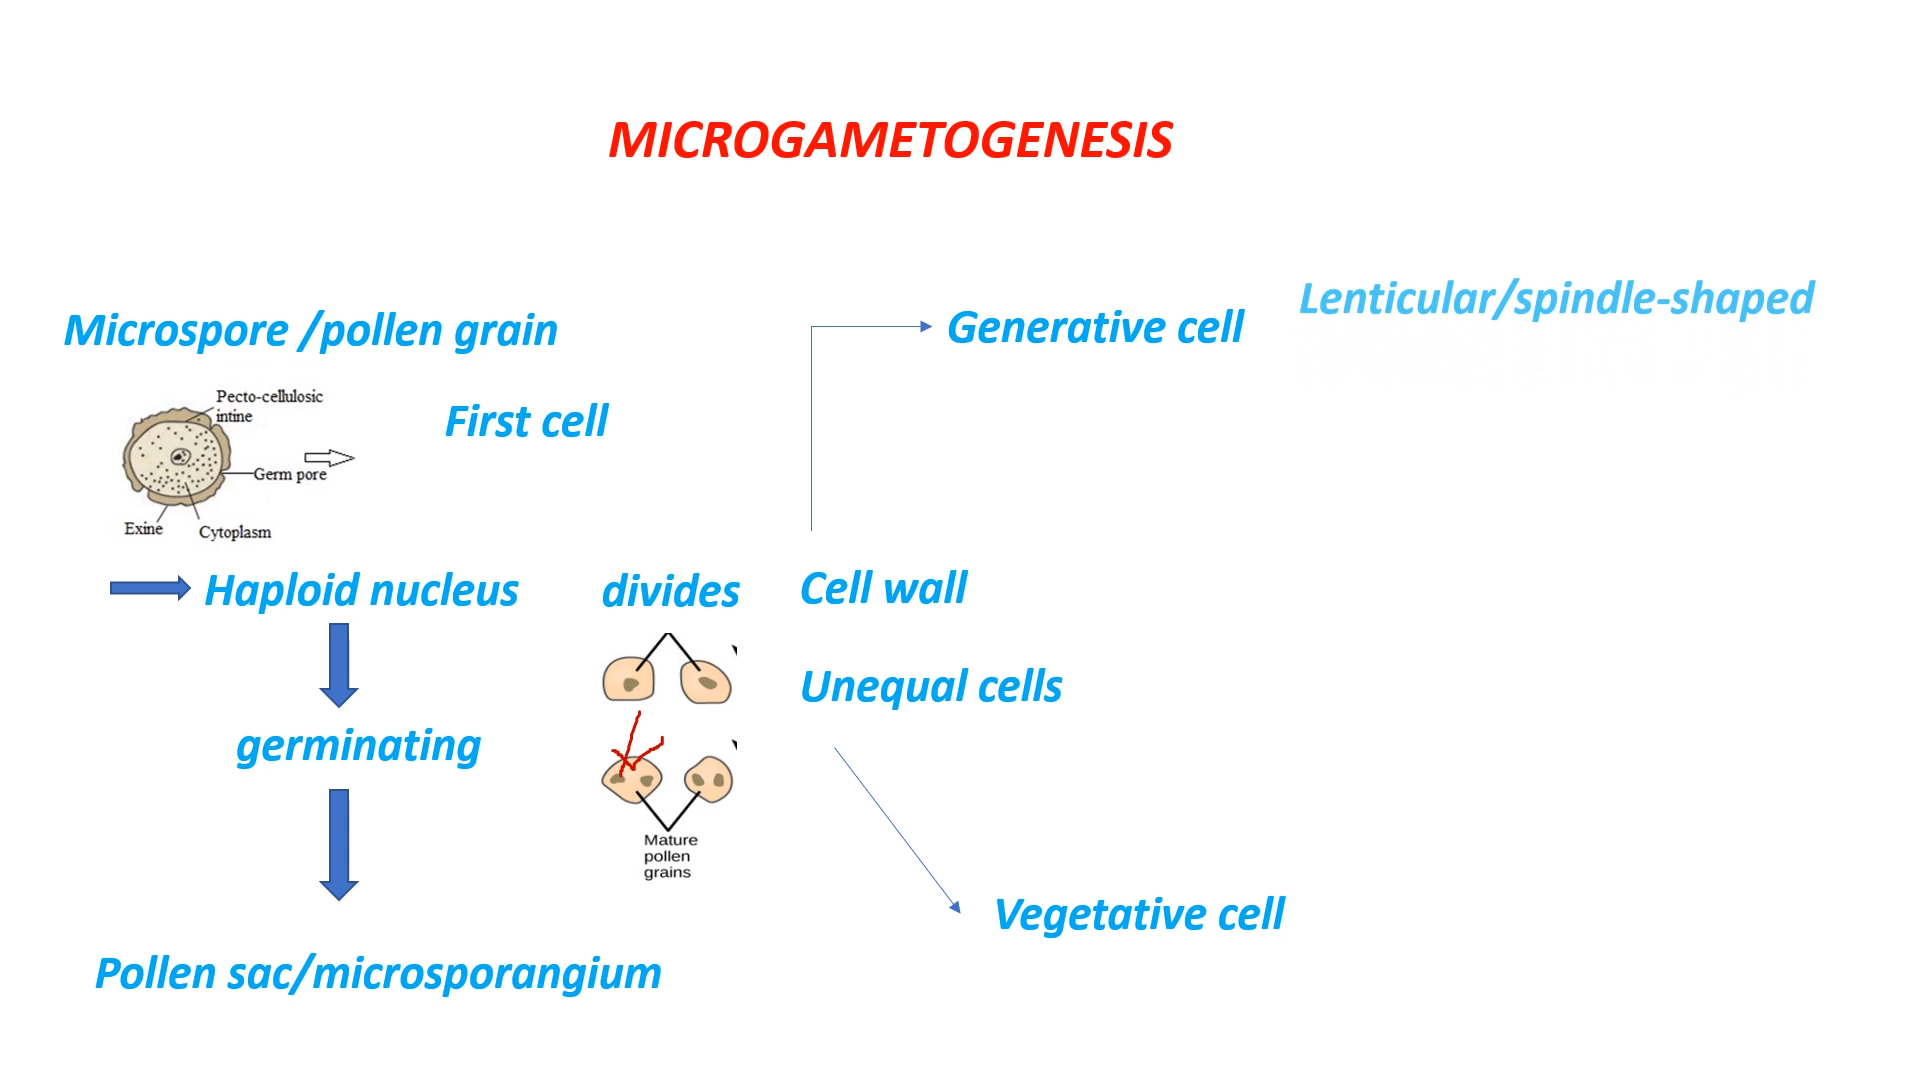 MICROGAMETOGENESIS
Lenticular/spindle-shaped
Microspore /pollen grain
Generative cell
Pecto-cellulosic
intine
First cell
Germ pore
Exine
Cytoplasm
Haploid nucleus
divides
Cell wall
Unequal cells
germinating
Mature
pollen
grains
Vegetative cell
Pollen sac/microsporangium